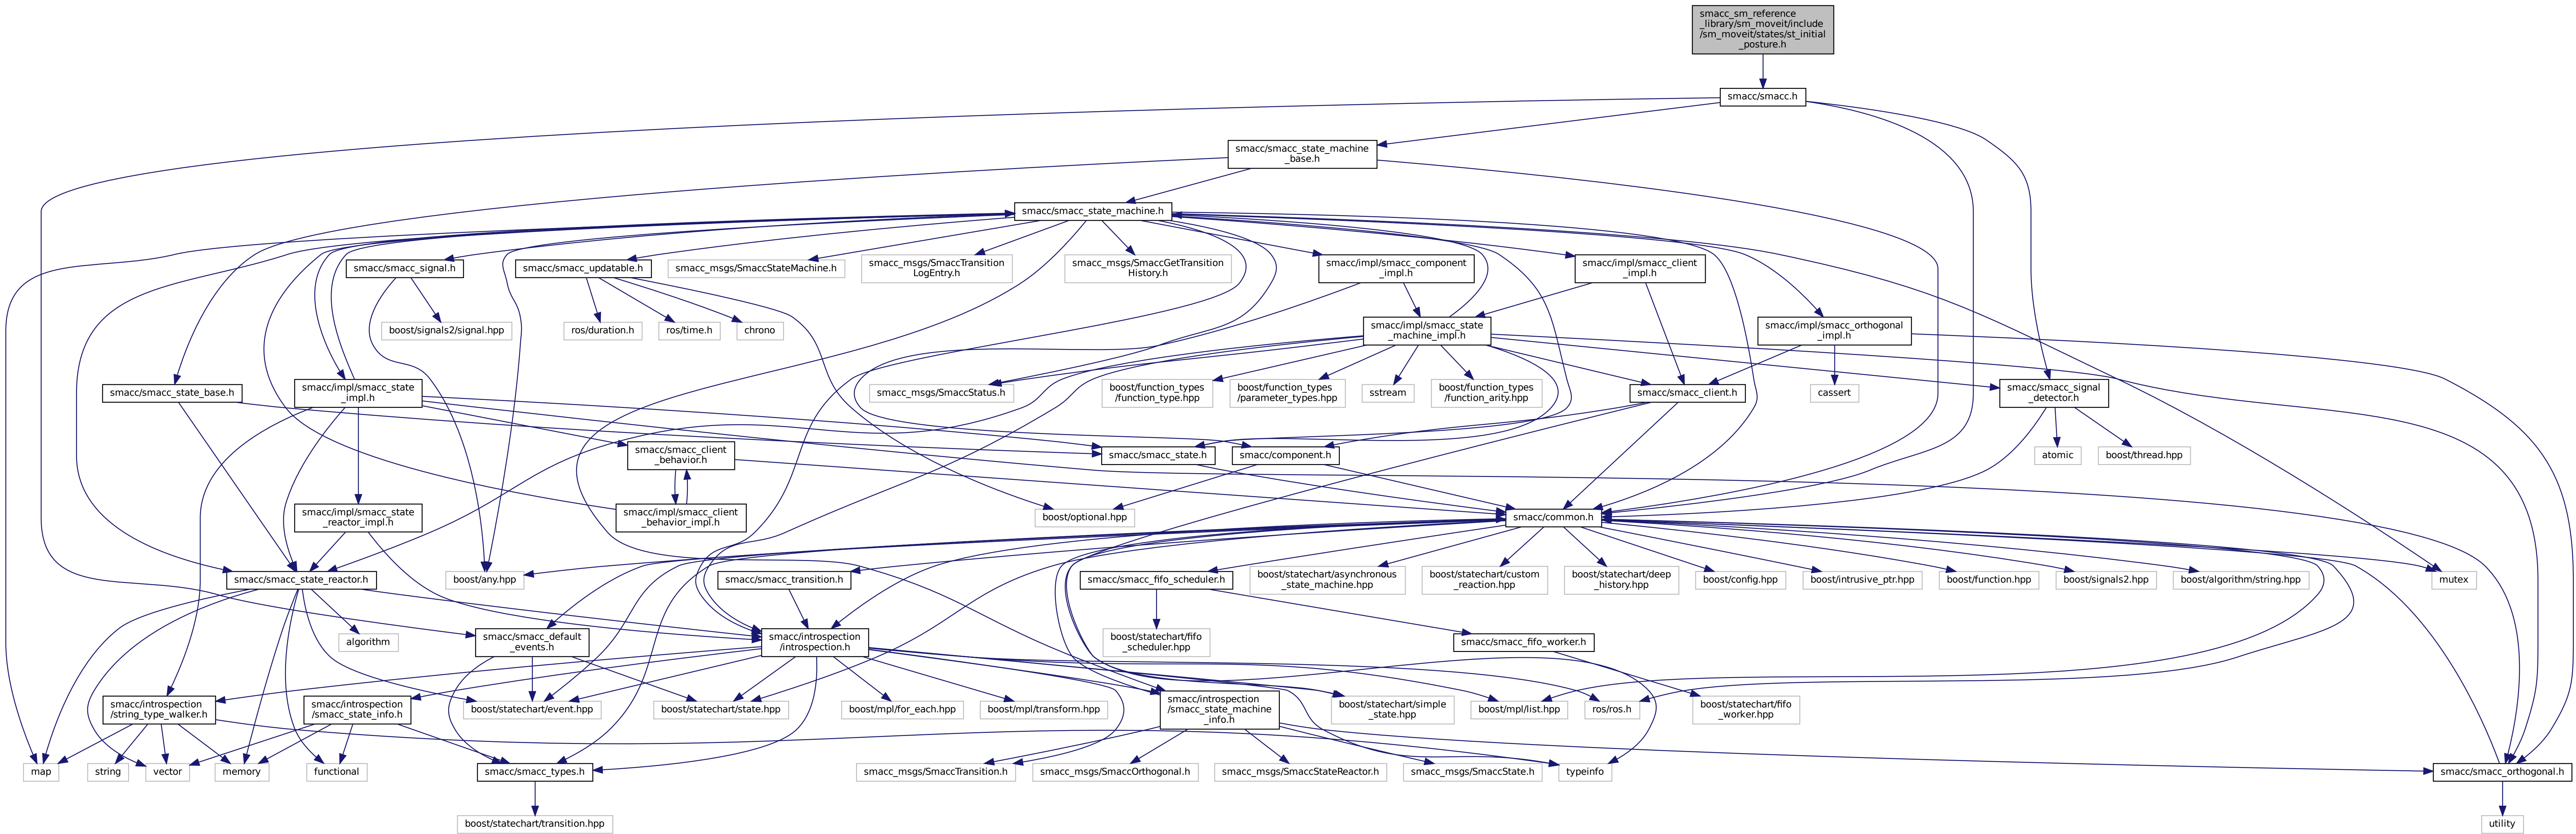 smacc_sm_reference
_library/sm_moveit/include
/sm_moveit/states/st_initial
_posture.h
smacc/smacc.h
smacc/smacc_state_machine
_base.h
smacc/smacc_state_machine.h
smacc/smacc_signal.h
smacc/smacc_updatable.h
smacc_msgs/SmaccStateMachine.h
smacc_msgs/SmaccTransition
LogEntry.h
smacc_msgs/SmaccGetTransition
History.h
smacc/impl/smacc_component
_impl.h
smacc/impl/smacc_client
_impl.h
boost/signals2/signal.hpp
ros/duration.h
ros/time.h
chrono
smacc/impl/smacc_state
_machine_impl.h
smacc/impl/smacc_orthogonal
_impl.h
smacc/smacc_state_base.h
smacc/impl/smacc_state
_impl.h
smacc_msgs/SmaccStatus.h
boost/function_types
/function_type.hpp
boost/function_types
/parameter_types.hpp
sstream
boost/function_types
/function_arity.hpp
smacc/smacc_client.h
cassert
smacc/smacc_signal
_detector.h
smacc/smacc_client
_behavior.h
smacc/smacc_state.h
smacc/component.h
atomic
boost/thread.hpp
smacc/impl/smacc_state
_reactor_impl.h
smacc/impl/smacc_client
_behavior_impl.h
boost/optional.hpp
smacc/common.h
smacc/smacc_state_reactor.h
boost/any.hpp
smacc/smacc_transition.h
smacc/smacc_fifo_scheduler.h
boost/statechart/asynchronous
_state_machine.hpp
boost/statechart/custom
_reaction.hpp
boost/statechart/deep
_history.hpp
boost/config.hpp
boost/intrusive_ptr.hpp
boost/function.hpp
boost/signals2.hpp
boost/algorithm/string.hpp
mutex
algorithm
smacc/smacc_default
_events.h
smacc/introspection
/introspection.h
boost/statechart/fifo
_scheduler.hpp
smacc/smacc_fifo_worker.h
smacc/introspection
/string_type_walker.h
smacc/introspection
/smacc_state_info.h
boost/statechart/event.hpp
boost/statechart/state.hpp
boost/mpl/for_each.hpp
boost/mpl/transform.hpp
smacc/introspection
/smacc_state_machine
_info.h
boost/statechart/simple
_state.hpp
boost/mpl/list.hpp
ros/ros.h
boost/statechart/fifo
_worker.hpp
map
string
vector
memory
functional
smacc/smacc_types.h
smacc_msgs/SmaccTransition.h
smacc_msgs/SmaccOrthogonal.h
smacc_msgs/SmaccStateReactor.h
smacc_msgs/SmaccState.h
typeinfo
smacc/smacc_orthogonal.h
boost/statechart/transition.hpp
utility